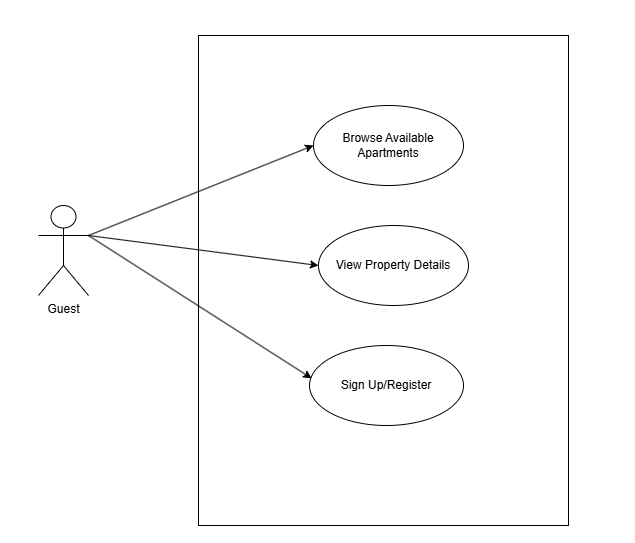 Browse Available
Apartments
View Property Details
Guest
Sign Up/Register